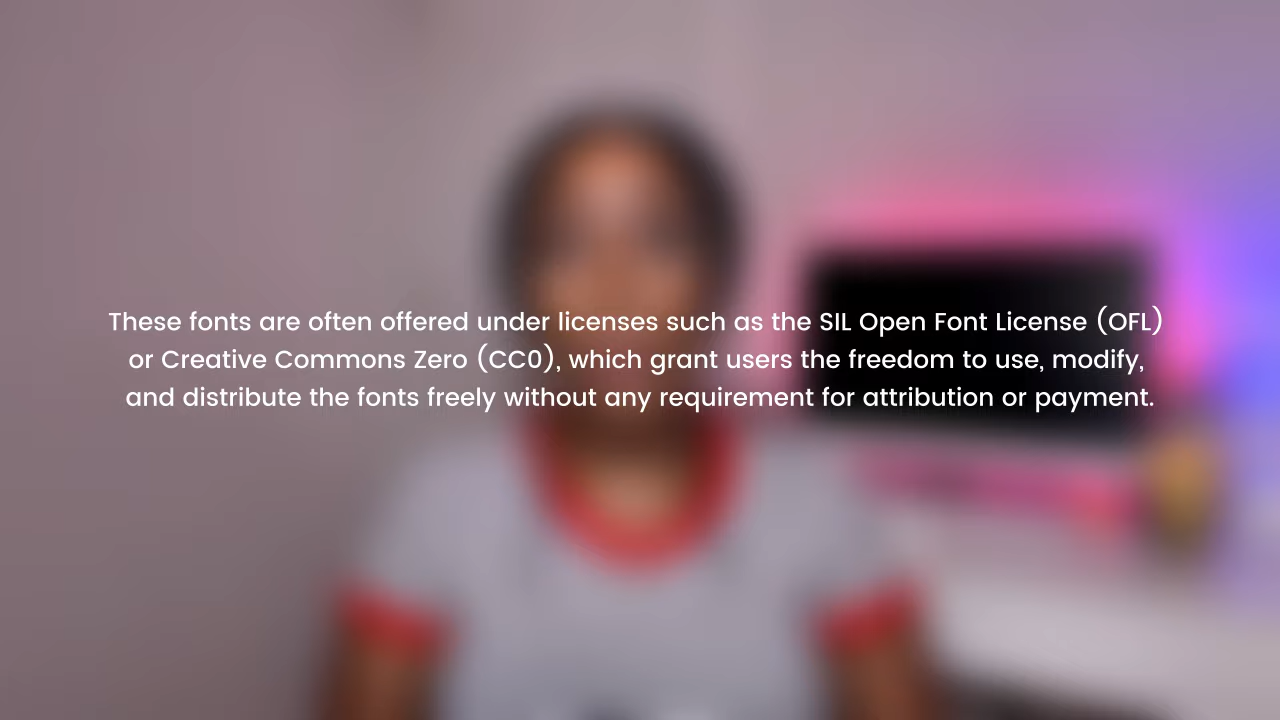 These fonts are often offered under licenses such as the SIL Open Font License (OFL)
or Creative Commons Zero (CC0), which grant users the freedom to use, modify,
and distribute the fonts freely without any requirement for attribution or payment.